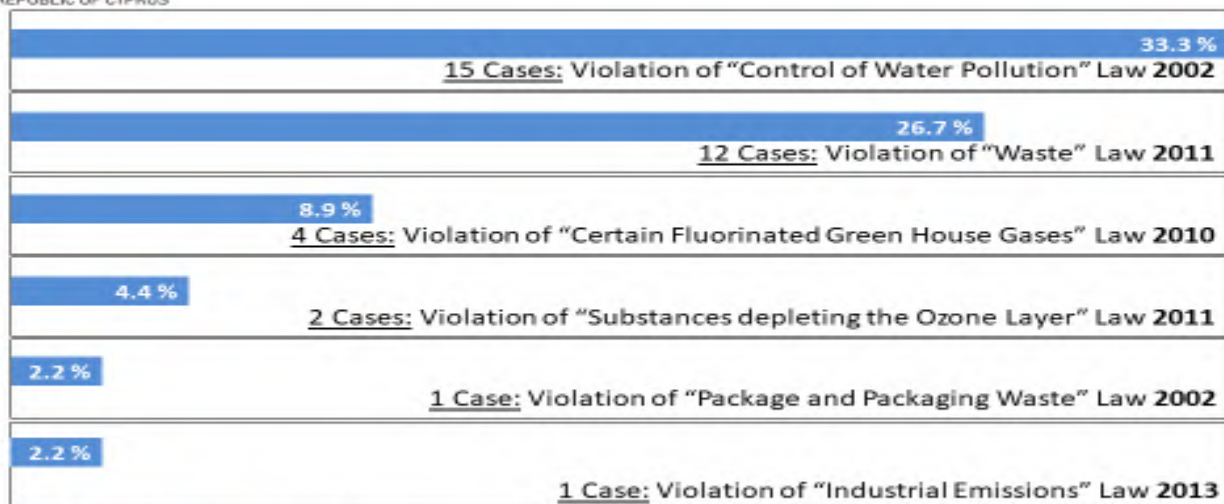 REPUBLIC OF CYPRUS
33.3 %
15 Cases: Violation of “Control of Water Pollution” Law 2002
26.7 %
12 Cases: Violation of “Waste” Law 2011
8.9 %
4 Cases: Violation of “Certain Fluorinated Green House Gases” Law 2010
4.4 %
2 Cases: Violation of “Substances depleting the Ozone Layer” Law 2011
2.2 %
1 Case: Violation of “Package and Packaging Waste” Law 2002
2.2 %
1 Case: Violation of “Industrial Emissions” Law 2013